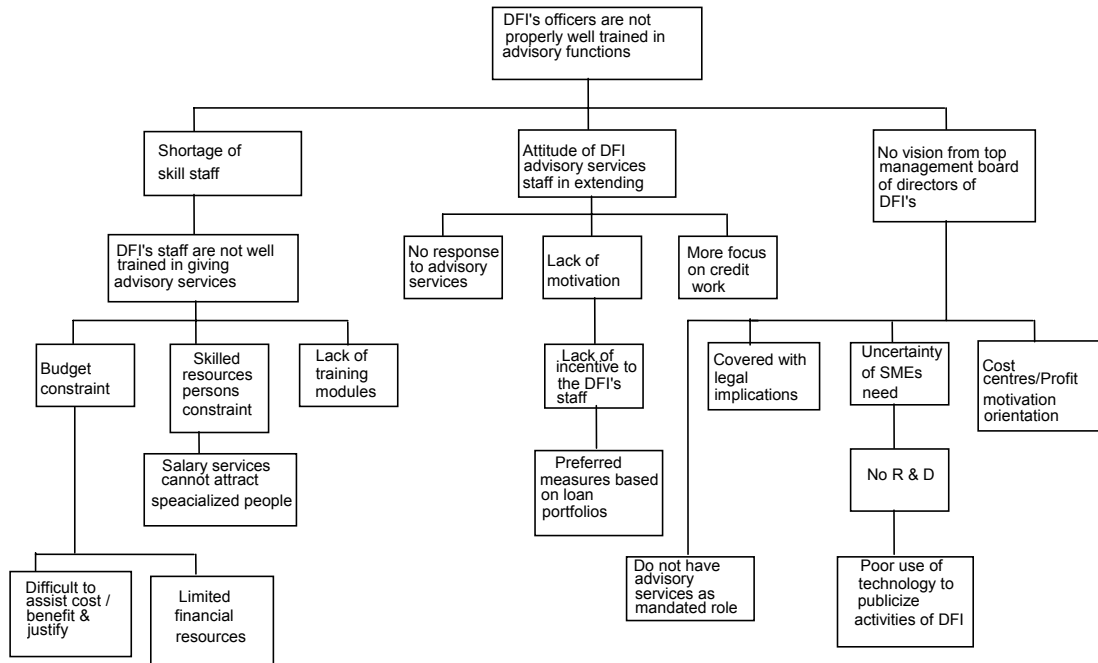 DFI's officers are not
properly well trained in
advisory functions
Shortage of
skill staff
Attitude of DFI
advisory services
staff in extending
No vision from top
management board
of directors of
DFI's
DFI's staff are not well
trained in giving
advisory services
No response
to advisory
services
Lack of
motivation
More focus
on credit
work
Budget
constraint
Skilled
resources
persons
constraint
Lack of
training
modules
Lack of
incentive to
the DFI's
staff
Covered with
legal
implications
Uncertainty
of SMEs
need
Cost
centres/Profit
motivation
orientation
Salary services
cannot attract
speacialized people
Preferred
measures based
on loan
portfolios
No R & D
Difficult to
assist cost /
benefit &
justify
Limited
financial
resources
Do not have
advisory
services as
mandated role
Poor use of
technology to
publicize
activities of DFI